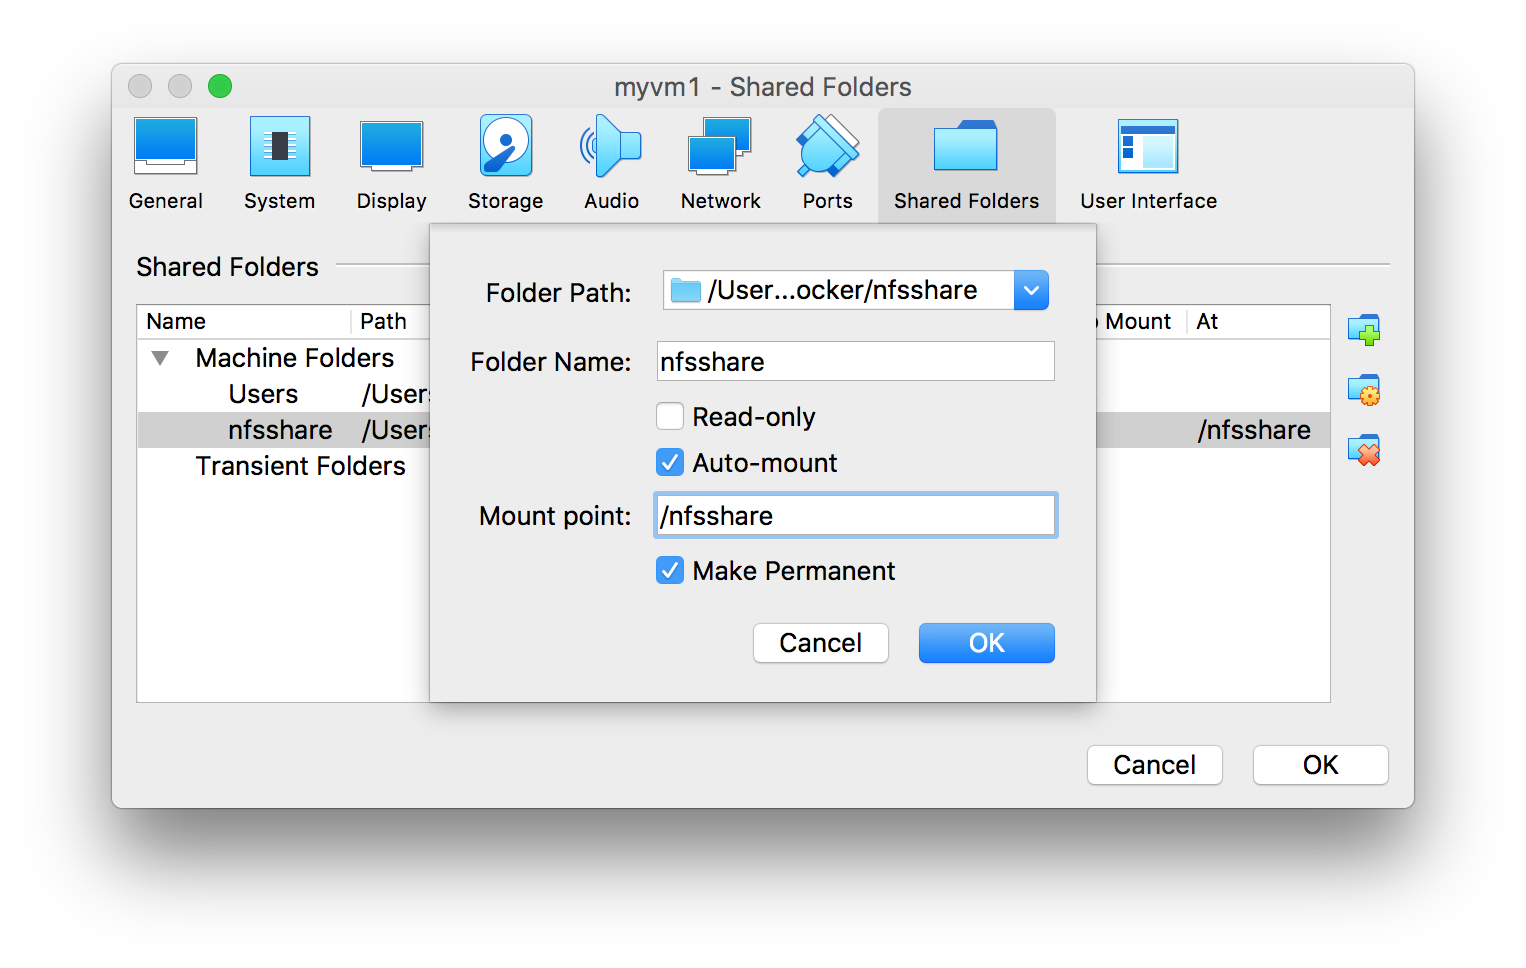 myvm1 - Shared Folders
General System Display Storage Audio Network Ports Shared Folders User Interface
Shared Folders
Name Path Mount At
Machine Folders
Users /User
nfsshare /User /nfsshare
Transient Folders
Folder Path: /User...ocker/nfsshare
Folder Name: nfsshare
Read-only
Auto-mount
Mount point: /nfsshare
Make Permanent
Cancel OK
Cancel OK